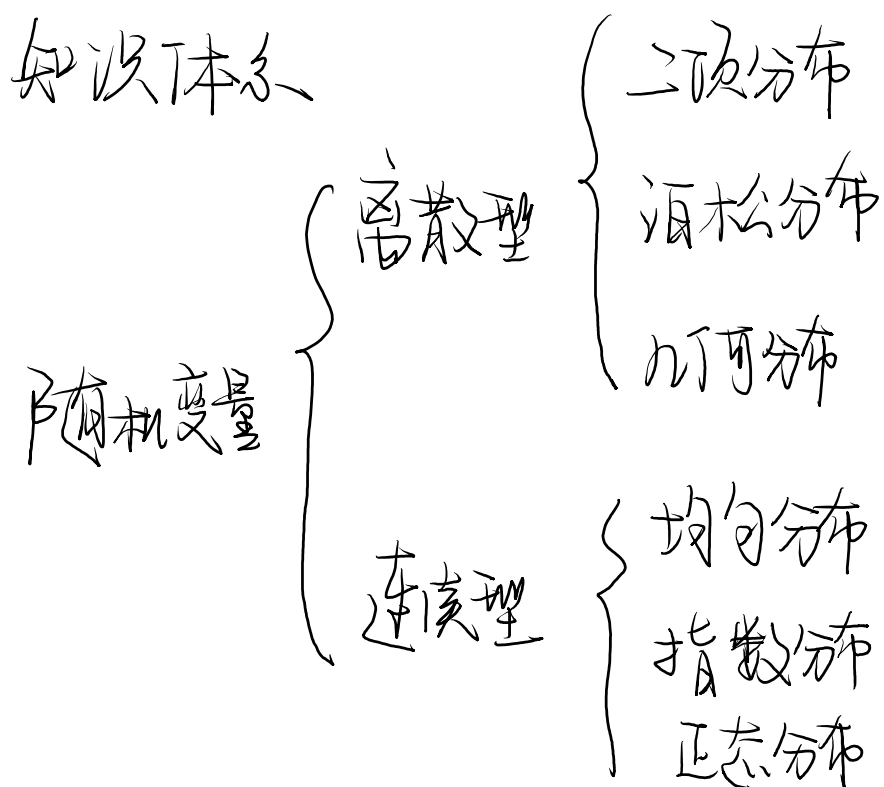 知识体系
随机变量
离散型
二项分布
泊松分布
几何分布
连续型
均匀分布
指数分布
正态分布